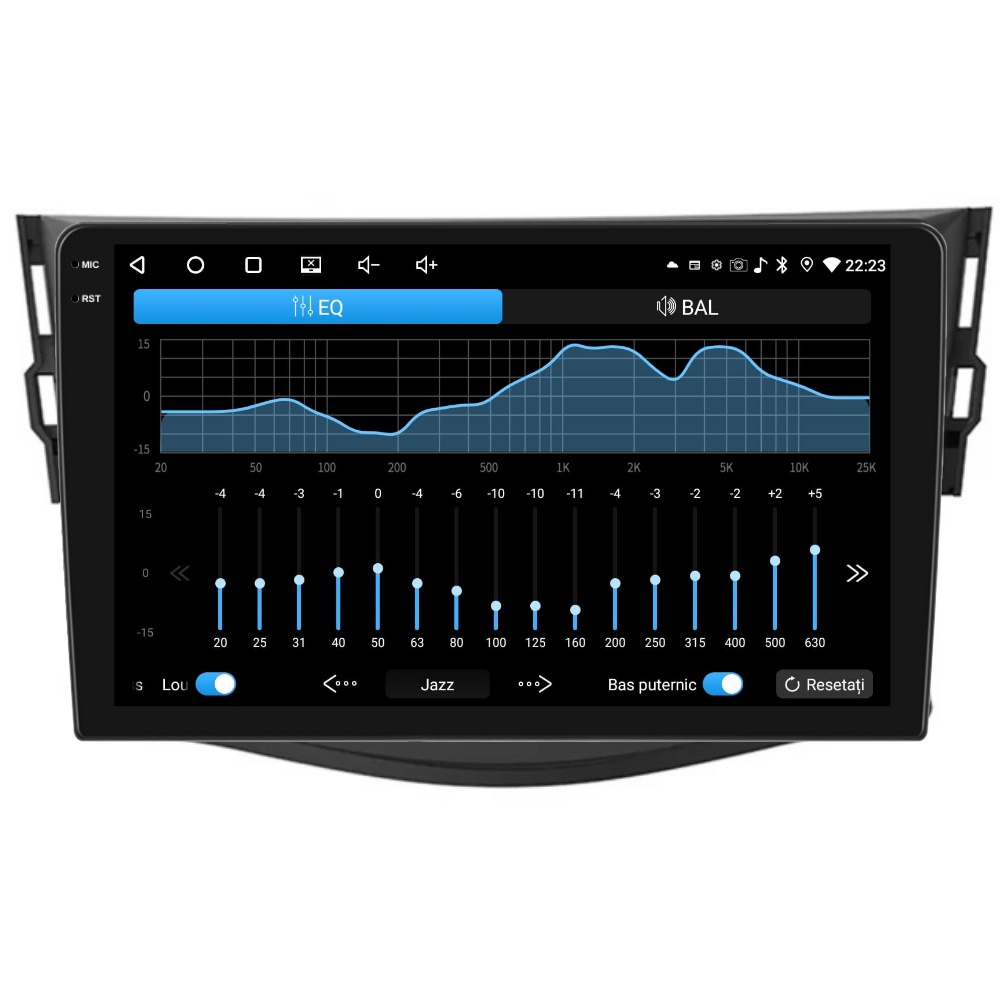 MIC
22:23
RST
EQ
BAL
15
0
-15
20 50 100 200 500 1K 2K 5K 10K 25K
-4 -4 -3 -1 0 -4 -6 -10 -10 -11 -4 -3 -2 -2 +2 +5
15
0
-15
20 25 31 40 50 63 80 100 125 160 200 250 315 400 500 630
s Lou Jazz Bas puternic Resetați